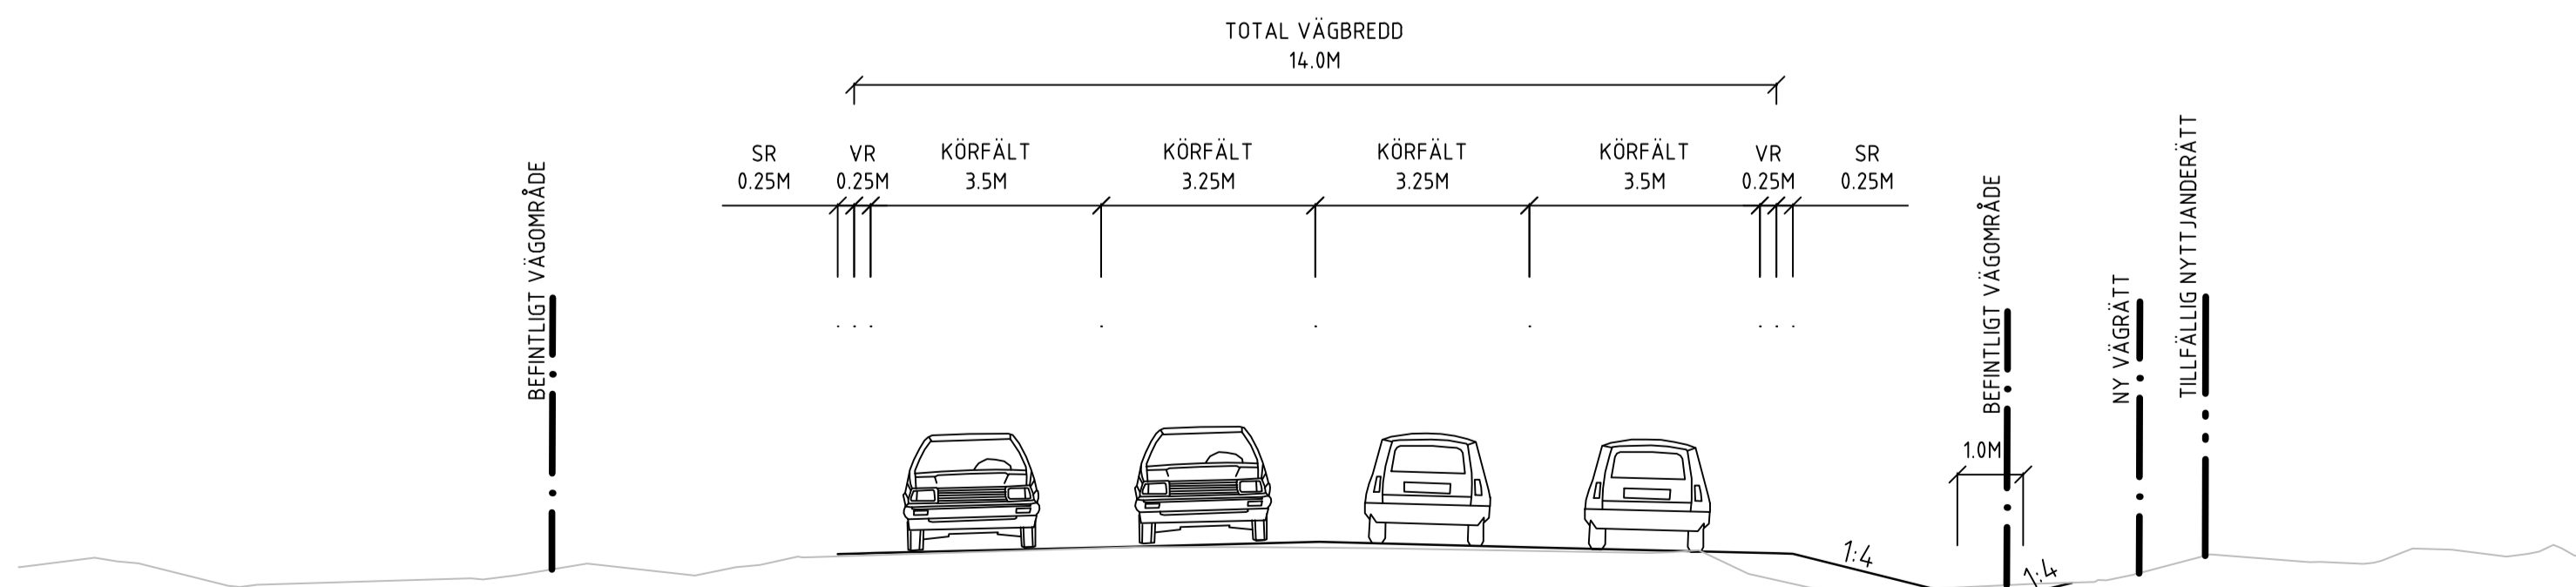 TOTAL VÄGBREDD
14.0M
SR
0.25M
VR
0.25M
KÖRFÄLT
3.5M
KÖRFÄLT
3.25M
KÖRFÄLT
3.25M
KÖRFÄLT
3.5M
VR
0.25M
SR
0.25M
BEFINTLIGT VÄGOMRÅDE
BEFINTLIGT VÄGOMRÅDE
NY VÄGRÄTT
TILLFÄLLIG NYTTJANDERÄTT
1.0M
1:4
1:4